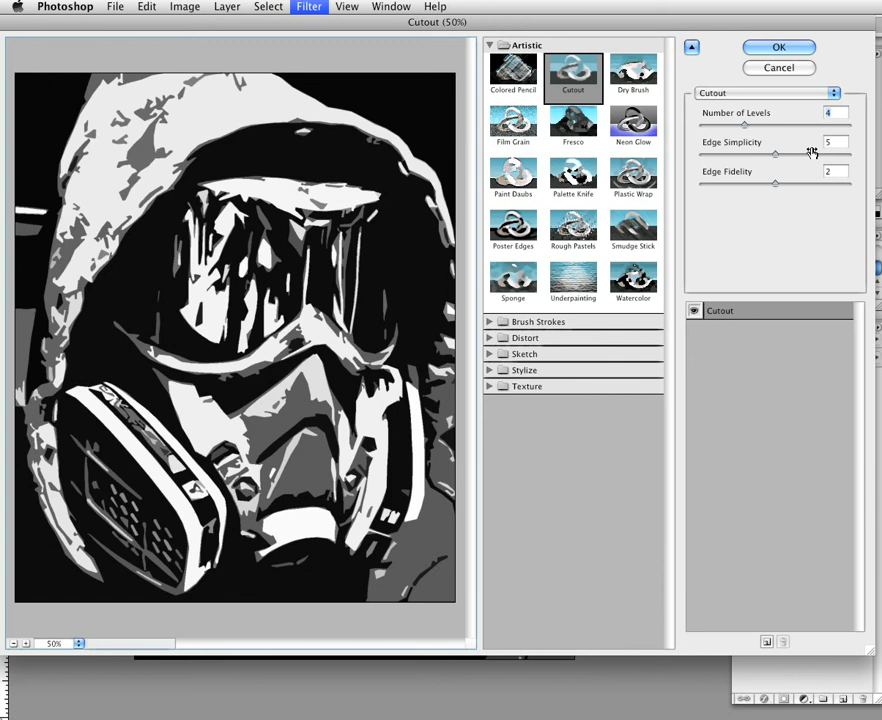 Photoshop File Edit Image Layer Select Filter View Window Help
Cutout (50%)
Artistic
Colored Pencil Cutout Dry Brush
Film Grain Fresco Neon Glow
Paint Daubs Palette Knife Plastic Wrap
Poster Edges Rough Pastels Smudge Stick
Sponge Underpainting Watercolor
Brush Strokes
Distort
Sketch
Stylize
Texture
OK
Cancel
Cutout
Number of Levels 4
Edge Simplicity 5
Edge Fidelity 2
Cutout
50%